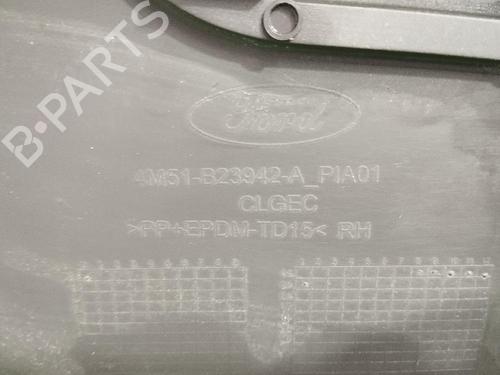 B-PARTS
Ford
4M51-B23942-A_PIA01
CLGEC
>PP+EPDM-TD15< RH